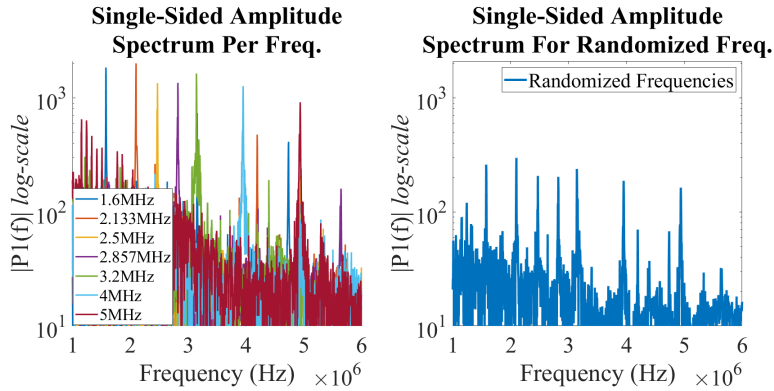 Single-Sided Amplitude
Spectrum Per Freq.
|P1(f)| log-scale
10^3
10^2
10^1
1.6MHz
2.133MHz
2.5MHz
2.857MHz
3.2MHz
4MHz
5MHz
1 2 3 4 5 6
Frequency (Hz) ×10^6
Single-Sided Amplitude
Spectrum For Randomized Freq.
|P1(f)| log-scale
10^3
10^2
10^1
Randomized Frequencies
1 2 3 4 5 6
Frequency (Hz) ×10^6